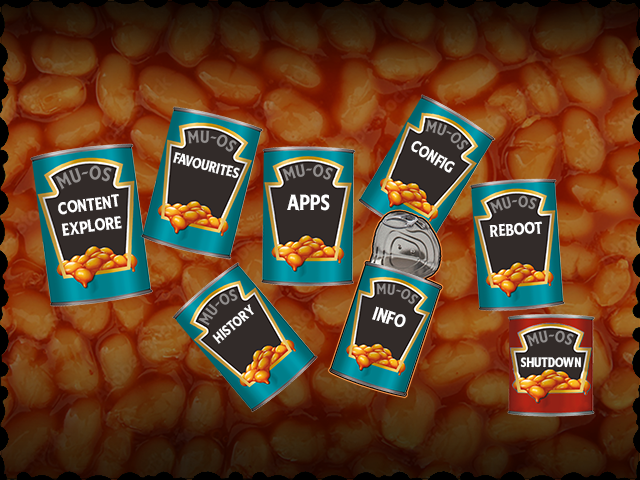 MU-OS
CONTENT
EXPLORE
MU-OS
FAVOURITES
MU-OS
APPS
MU-OS
CONFIG
MU-OS
REBOOT
MU-OS
HISTORY
MU-OS
INFO
MU-OS
SHUTDOWN